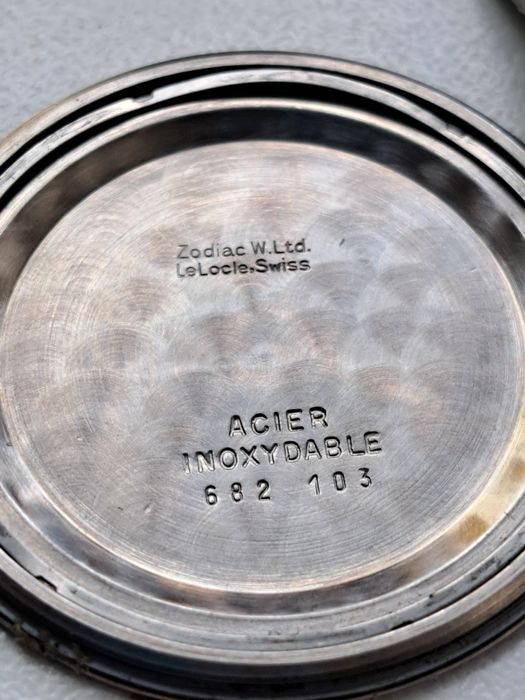 Zodiac W.Ltd.
LeLocle,Swiss
ACIER
INOXYDABLE
682 103